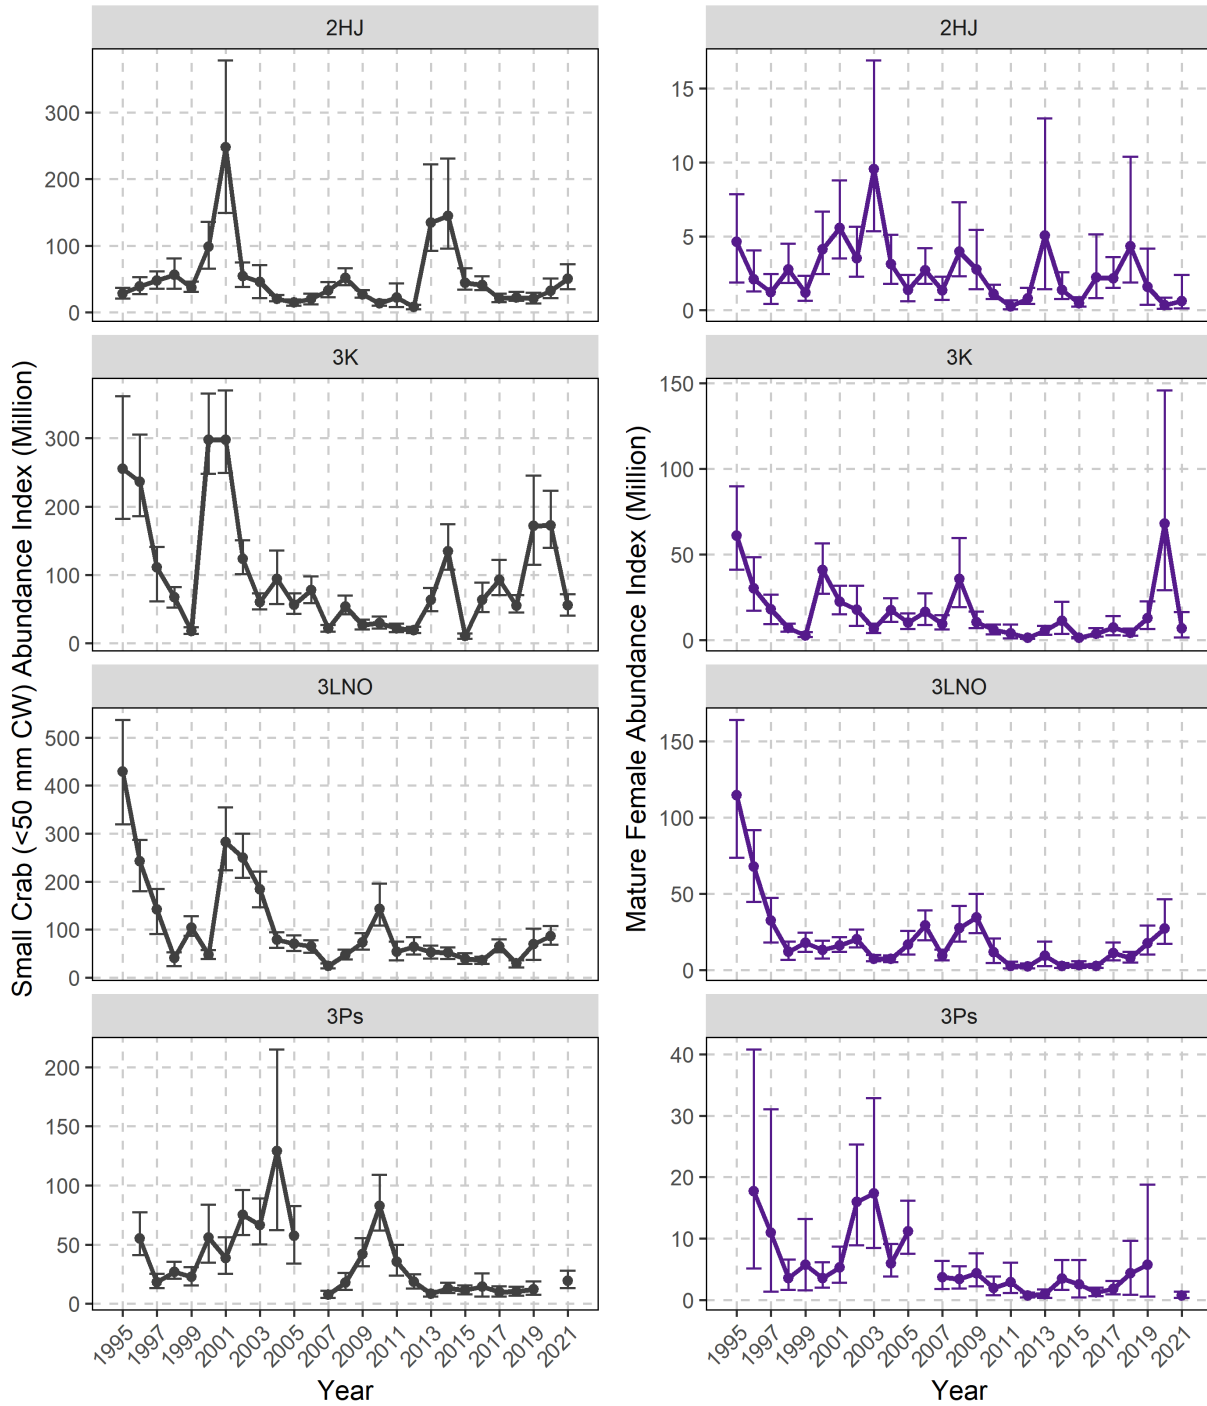 2HJ
300
200
100
0
3K
300
200
100
0
3LNO
500
400
300
200
100
0
3Ps
200
150
100
50
0
1995 1997 1999 2001 2003 2005 2007 2009 2011 2013 2015 2017 2019 2021
Year
Small Crab (<50 mm CW) Abundance Index (Million)
2HJ
15
10
5
0
3K
150
100
50
0
3LNO
150
100
50
0
3Ps
40
30
20
10
0
1995 1997 1999 2001 2003 2005 2007 2009 2011 2013 2015 2017 2019 2021
Year
Mature Female Abundance Index (Million)